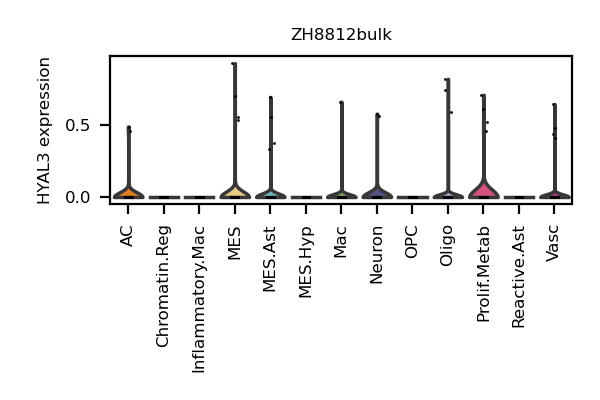 ZH8812bulk
HYAL3 expression
0.5
0.0
AC
Chromatin.Reg
Inflammatory.Mac
MES
MES.Ast
MES.Hyp
Mac
Neuron
OPC
Oligo
Prolif.Metab
Reactive.Ast
Vasc